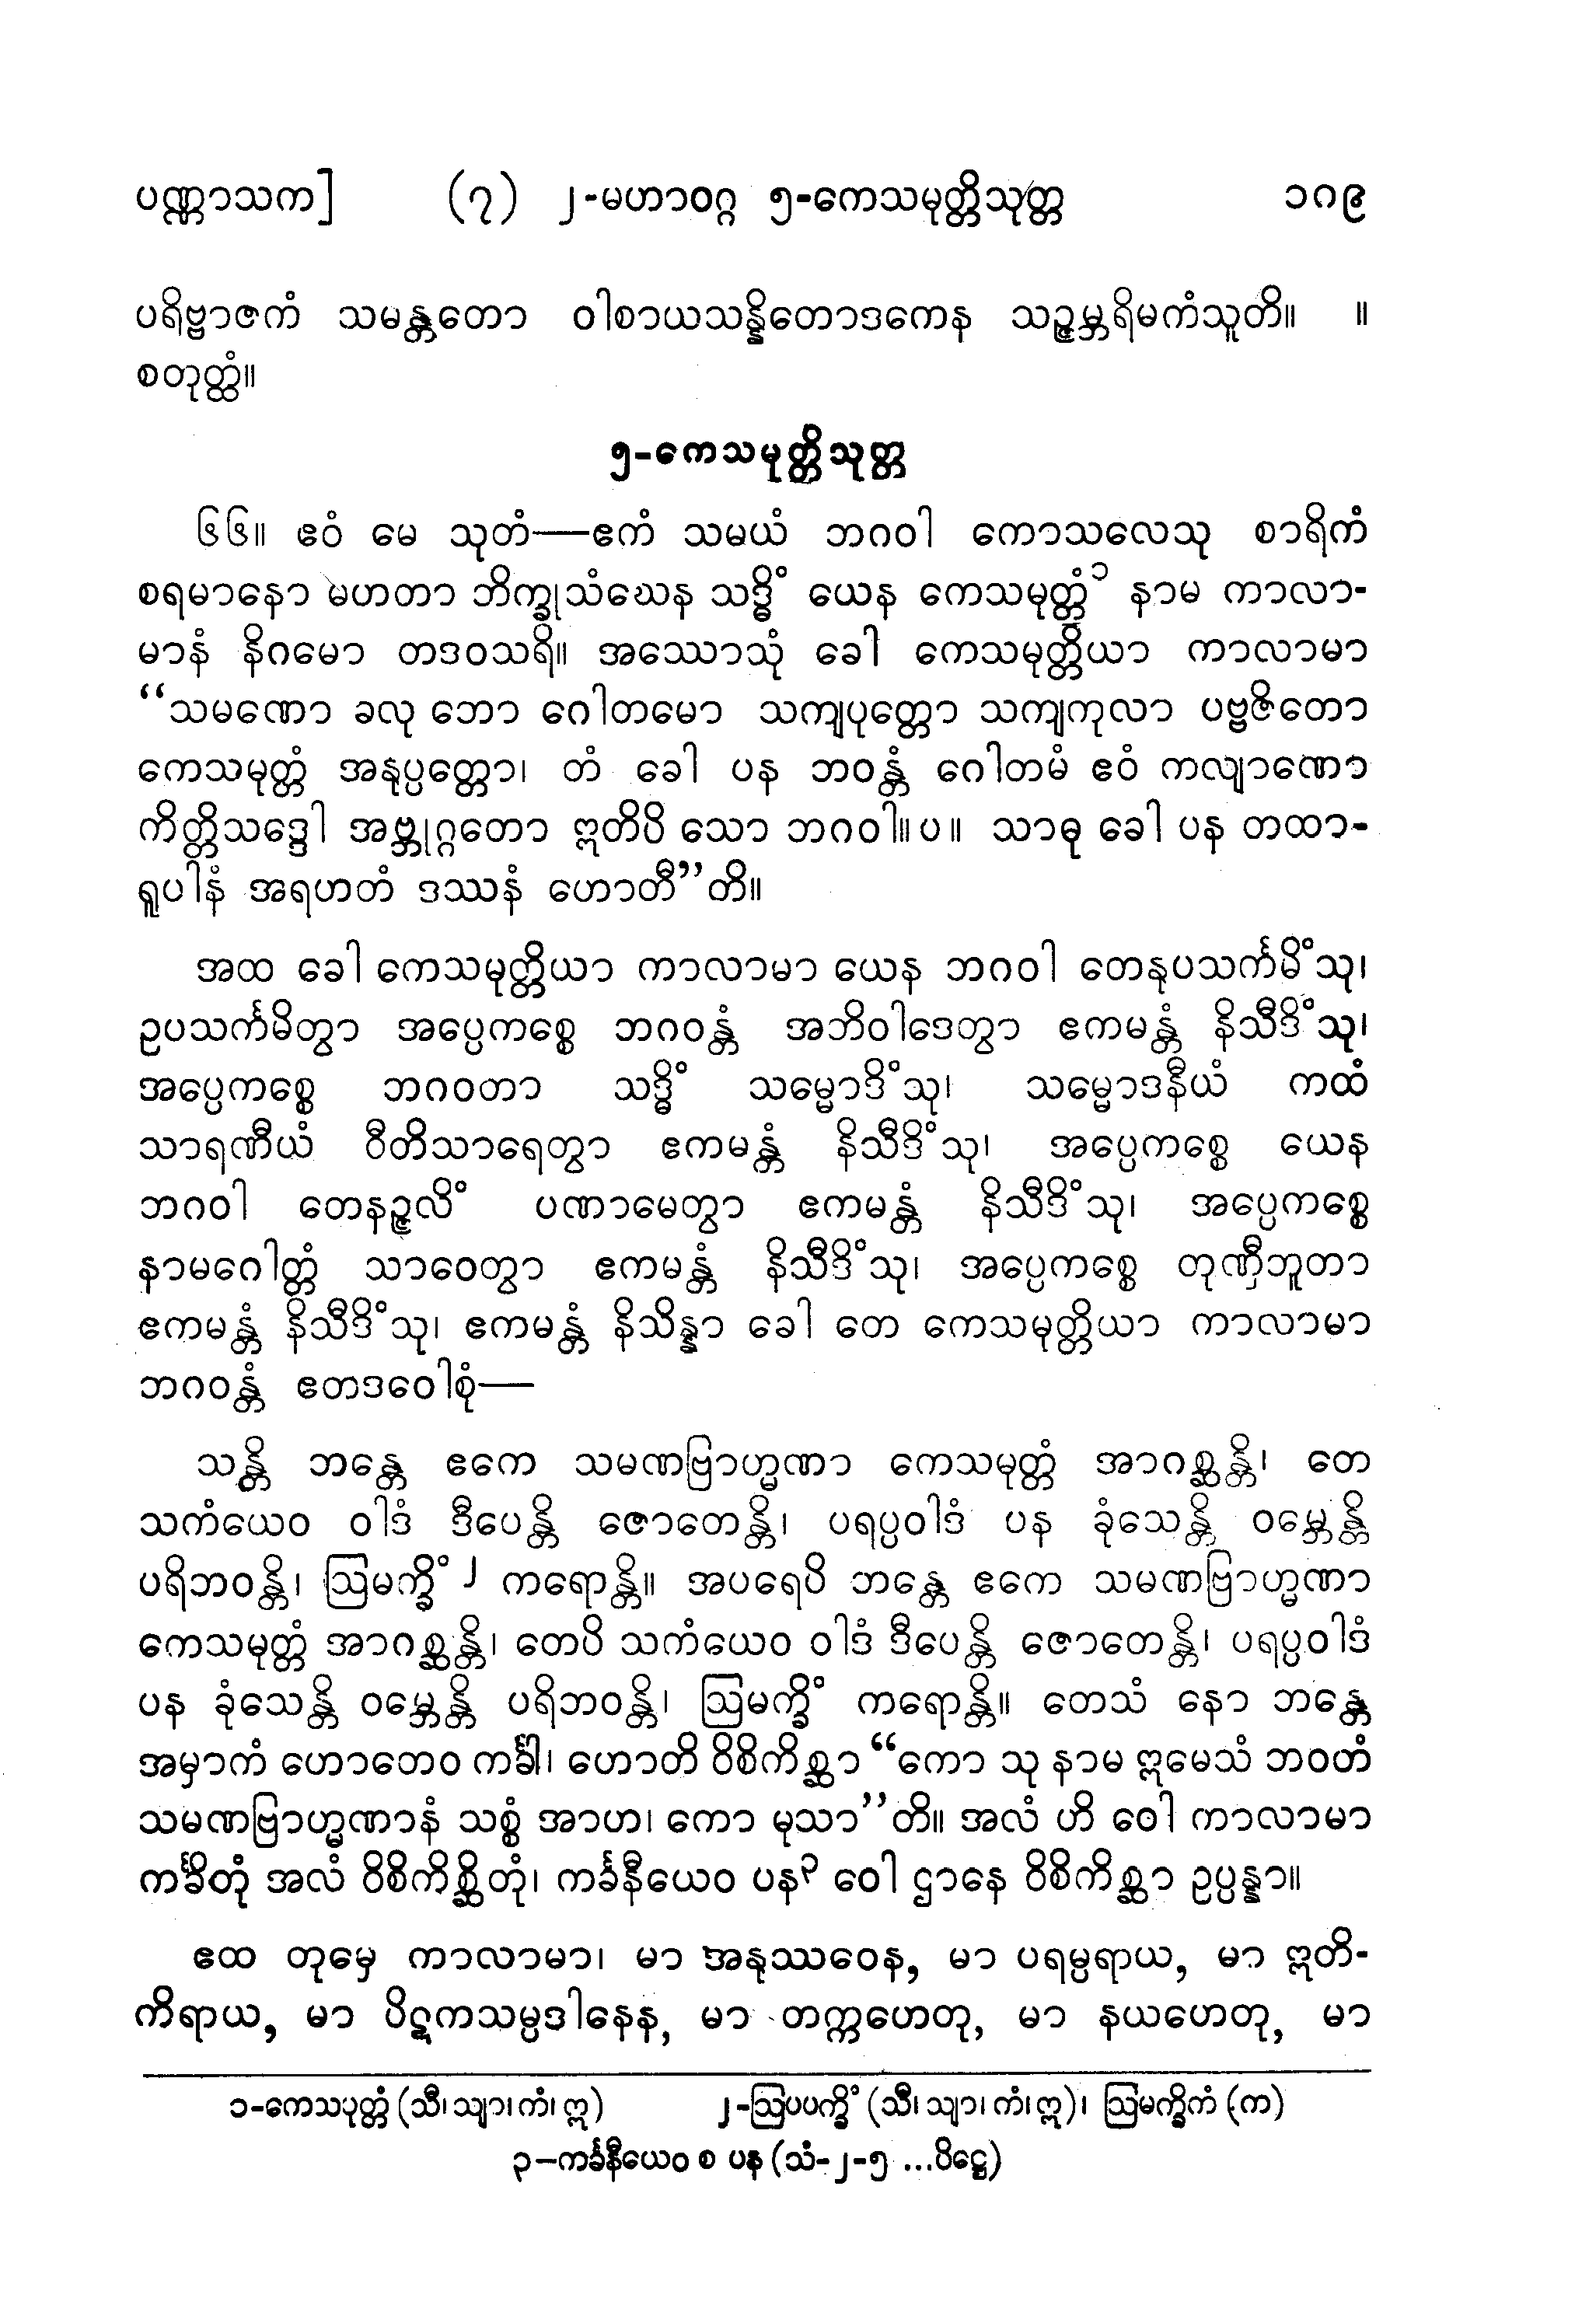 ပဏ္ဏာသက] (၇) ၂-မဟာဝဂ္ဂ ၅-ကေသမုတ္တိသုတ္တ ၁၈၉
ပရိဗ္ဗာဇကံ သမန္တတော ဝါစာယသန္နိတောဒကေန သဉ္ဇမ္ဘရိမကံသူတိ။ ။
စတုတ္ထံ။
၅-ကေသမုတ္တိသုတ္တ
၆၆။ ဧဝံ မေ သုတံ—ဧကံ သမယံ ဘဂဝါ ကောသလေသု စာရိကံ
စရမာနော မဟတာ ဘိက္ခုသံဃေန သဒ္ဓိံ ယေန ကေသမုတ္တံ၁ နာမ ကာလာ-
မာနံ နိဂမော တဒဝသရိ။ အဿောသုံ ခေါ ကေသမုတ္တိယာ ကာလာမာ
“သမဏော ခလု ဘော ဂေါတမော သကျပုတ္တော သကျကုလာ ပဗ္ဗဇိတော
ကေသမုတ္တံ အနုပ္ပတ္တော၊ တံ ခေါ ပန ဘဝန္တံ ဂေါတမံ ဧဝံ ကလျာဏော
ကိတ္တိသဒ္ဒေါ အဗ္ဘုဂ္ဂတော ဣတိပိ သော ဘဂဝါ။ပ။ သာဓု ခေါ ပန တထာ-
ရူပါနံ အရဟတံ ဒဿနံ ဟောတီ”တိ။
အထ ခေါ ကေသမုတ္တိယာ ကာလာမာ ယေန ဘဂဝါ တေနုပသင်္ကမိံသု၊
ဥပသင်္ကမိတွာ အပ္ပေကစ္စေ ဘဂဝန္တံ အဘိဝါဒေတွာ ဧကမန္တံ နိသီဒိံသု၊
အပ္ပေကစ္စေ ဘဂဝတာ သဒ္ဓိံ သမ္မောဒိံသု၊ သမ္မောဒနီယံ ကထံ
သာရဏီယံ ဝီတိသာရေတွာ ဧကမန္တံ နိသီဒိံသု၊ အပ္ပေကစ္စေ ယေန
ဘဂဝါ တေနဉ္ဇလိံ ပဏာမေတွာ ဧကမန္တံ နိသီဒိံသု၊ အပ္ပေကစ္စေ
နာမဂေါတ္တံ သာဝေတွာ ဧကမန္တံ နိသီဒိံသု၊ အပ္ပေကစ္စေ တုဏှီဘူတာ
ဧကမန္တံ နိသီဒိံသု၊ ဧကမန္တံ နိသိန္နာ ခေါ တေ ကေသမုတ္တိယာ ကာလာမာ
ဘဂဝန္တံ ဧတဒဝေါစုံ—
သန္တိ ဘန္တေ ဧကေ သမဏဗြာဟ္မဏာ ကေသမုတ္တံ အာဂစ္ဆန္တိ၊ တေ
သကံယေဝ ဝါဒံ ဒီပေန္တိ ဇောတေန္တိ၊ ပရပ္ပဝါဒံ ပန ခုံသေန္တိ ဝမ္ဘေန္တိ
ပရိဘဝန္တိ၊ ဩမက္ခိံ၂ ကရောန္တိ။ အပရေပိ ဘန္တေ ဧကေ သမဏဗြာဟ္မဏာ
ကေသမုတ္တံ အာဂစ္ဆန္တိ၊ တေပိ သကံယေဝ ဝါဒံ ဒီပေန္တိ ဇောတေန္တိ၊ ပရပ္ပဝါဒံ
ပန ခုံသေန္တိ ဝမ္ဘေန္တိ ပရိဘဝန္တိ၊ ဩမက္ခိံ ကရောန္တိ။ တေသံ နော ဘန္တေ
အမှာကံ ဟောတေဝ ကင်္ခါ၊ ဟောတိ ဝိစိကိစ္ဆာ “ကော သု နာမ ဣမေသံ ဘဝတံ
သမဏဗြာဟ္မဏာနံ သစ္စံ အာဟ၊ ကော မုသာ”တိ။ အလံ ဟိ ဝေါ ကာလာမာ
ကင်္ခိတုံ အလံ ဝိစိကိစ္ဆိတုံ၊ ကင်္ခနီယေဝ ပန၃ ဝေါ ဌာနေ ဝိစိကိစ္ဆာ ဥပ္ပန္နာ။
ဧထ တုမှေ ကာလာမာ၊ မာ အနုဿဝေန, မာ ပရမ္ပရာယ, မာ ဣတိ-
ကိရာယ, မာ ပိဋကသမ္ပဒါနေန, မာ တက္ကဟေတု, မာ နယဟေတု, မာ
၁-ကေသပုတ္တံ (သီ၊ သျာ၊ ကံ၊ ဣ) ၂-ဩပပက္ခိံ (သီ၊ သျာ၊ ကံ၊ ဣ)၊ ဩမက္ခိကံ (က)
၃—ကင်္ခနီယေဝ စ ပန (သံ-၂-၅ ...ပိဋ္ဌေ)